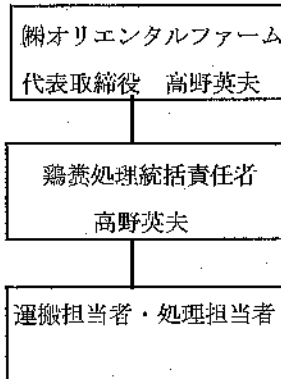 ㈱オリエンタルファーム
代表取締役　高野英夫
鶏糞処理統括責任者
高野英夫
運搬担当者・処理担当者